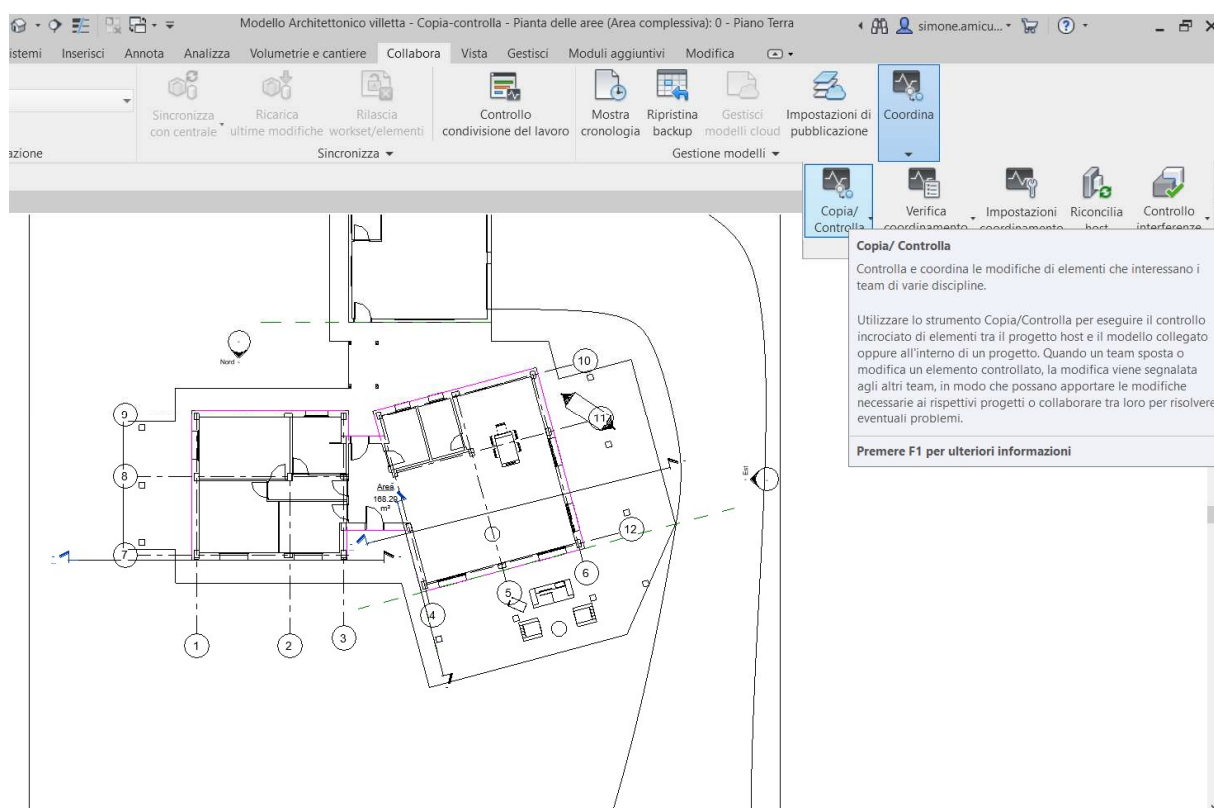 Modello Architettonico villetta - Copia-controlla - Pianta delle aree (Area complessiva): 0 - Piano Terra
simone.amicu...
istemi Inserisci Annota Analizza Volumetrie e cantiere Collabora Vista Gestisci Moduli aggiuntivi Modifica
Sincronizza con centrale
Ricarica ultime modifiche
Rilascia workset/elementi
Controllo condivisione del lavoro
Mostra cronologia
Ripristina backup
Gestisci modelli cloud
Impostazioni di pubblicazione
Coordina
azione
Sincronizza
Gestione modelli
Copia/
Controlla
Verifica
coordinamento
Impostazioni
coordinamento
Riconcilia
host
Controllo
interferenze
Copia/ Controlla
Controlla e coordina le modifiche di elementi che interessano i
team di varie discipline.
Utilizzare lo strumento Copia/Controlla per eseguire il controllo
incrociato di elementi tra il progetto host e il modello collegato
oppure all'interno di un progetto. Quando un team sposta o
modifica un elemento controllato, la modifica viene segnalata
agli altri team, in modo che possano apportare le modifiche
necessarie ai rispettivi progetti o collaborare tra loro per risolvere
eventuali problemi.
Premere F1 per ulteriori informazioni
Nord
10
9
11
8
Est
Area
168.29
m²
12
7
6
5
4
1
2
3